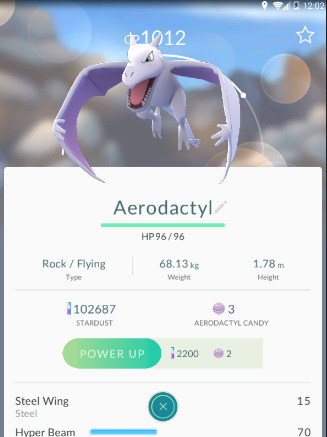 12:02
CP1012
Aerodactyl
HP 96 / 96
Rock / Flying
68.13 kg
1.78 m
Type
Weight
Height
102687
3
STARDUST
AERODACTYL CANDY
POWER UP
2200
2
Steel Wing
15
Steel
Hyper Beam
70